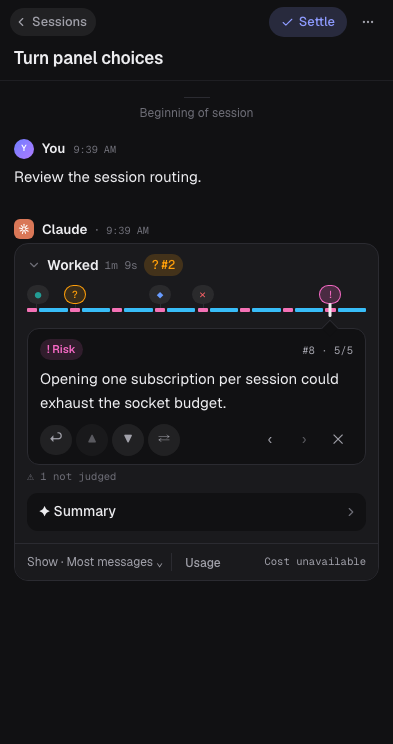 Sessions
Settle
Turn panel choices
Beginning of session
Y You 9:39 AM
Review the session routing.
Claude · 9:39 AM
Worked 1m 9s ? #2
? !
! Risk #8 · 5/5
Opening one subscription per session could
exhaust the socket budget.
⚠ 1 not judged
Summary
Show · Most messages Usage Cost unavailable